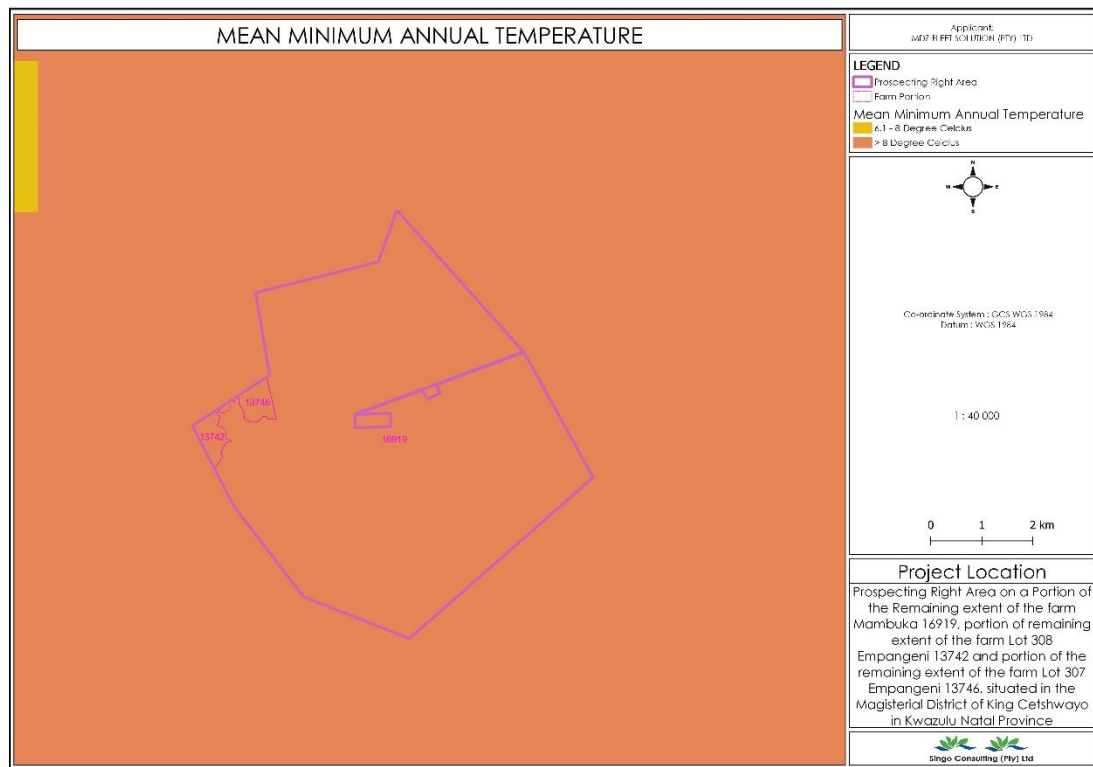 MEAN MINIMUM ANNUAL TEMPERATURE
13746
13742
16919
Applicant:
MD7 FLEET SOLUTION (PTY) LTD
LEGEND
Prospecting Right Area
Farm Portion
Mean Minimum Annual Temperature
6.1 - 8 Degree Celcius
> 8 Degree Celcius
N
W E
S
Co-ordinate System : GCS WGS 1984
Datum : WGS 1984
1 : 40 000
0 1 2 km
Project Location
Prospecting Right Area on a Portion of
the Remaining extent of the farm
Mambuka 16919, portion of remaining
extent of the farm Lot 308
Empangeni 13742 and portion of the
remaining extent of the farm Lot 307
Empangeni 13746, situated in the
Magisterial District of King Cetshwayo
in Kwazulu Natal Province
Singo Consulting (Pty) Ltd